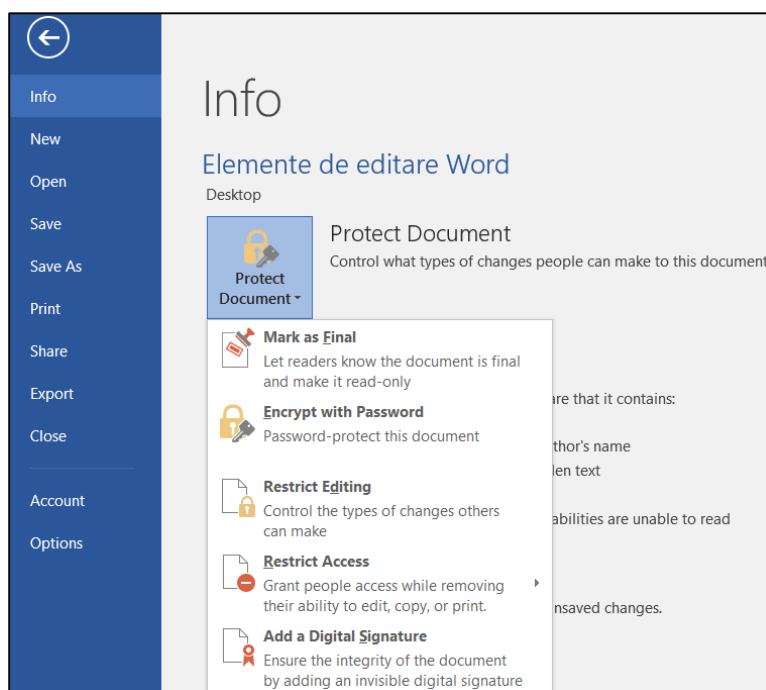 Info
New
Open
Save
Save As
Print
Share
Export
Close
Account
Options
Info
Elemente de editare Word
Desktop
Protect
Document
Protect Document
Control what types of changes people can make to this document
Mark as Final
Let readers know the document is final
and make it read-only
Encrypt with Password
Password-protect this document
Restrict Editing
Control the types of changes others
can make
Restrict Access
Grant people access while removing
their ability to edit, copy, or print.
Add a Digital Signature
Ensure the integrity of the document
by adding an invisible digital signature
are that it contains:
thor's name
len text
abilities are unable to read
nsaved changes.